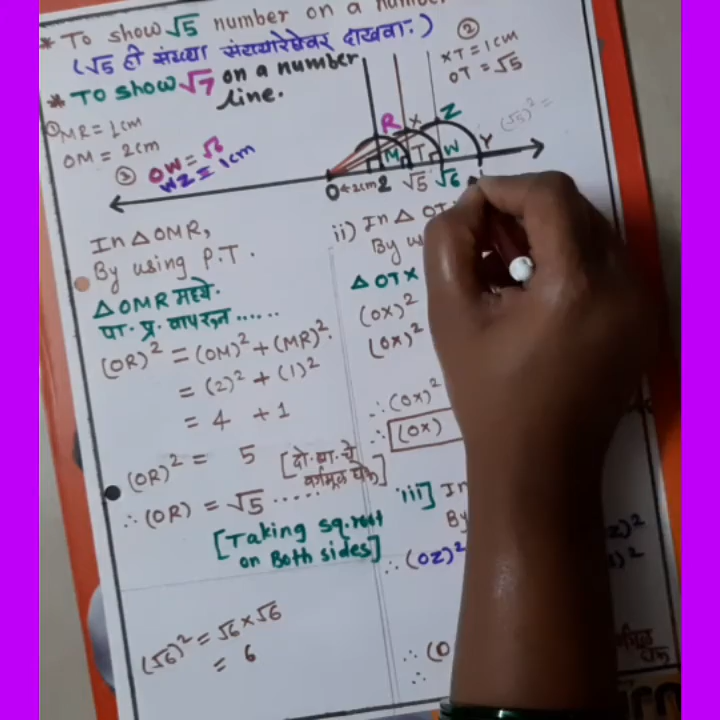 * To show √5 number on a number
(√5 ही संख्या संख्यारेषेवर दाखवा:)
* To show √7 on a number line.
① MR = 1cm
OM = 2cm
② XT = 1cm
OT = √5
③ OW = √6
WZ = 1cm
R X Z
M T W Y
(√5)² =
O 2cm 2 √5 √6
In △ OMR,
By using P.T.
△ OMR मध्ये.
पा. प्र. वापरून ......
(OR)² = (OM)² + (MR)².
= (2)² + (1)²
= 4 + 1
(OR)² = 5 [दो. बा. चे वर्गमूळ घेऊ]
∴ (OR) = √5 ......
[Taking sq. root
on Both sides]
(√6)² = √6 × √6
= 6
ii) In △ OT
By u
△ OTX
(OX)²
(OX)²
∴ (OX)²
∴ (OX)
iii] In
By
∴ (OZ)²
∴ (O
∴